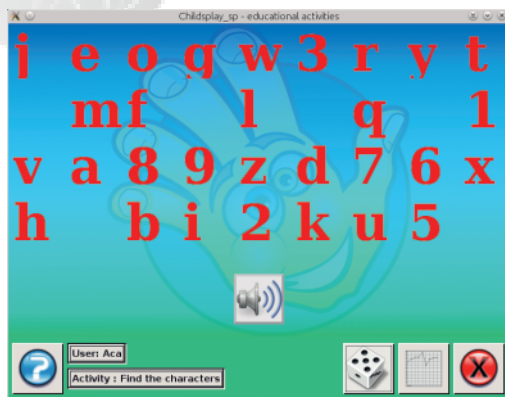 Childsplay_sp - educational activities
j e o g w 3 r y t
m f l q 1
v a 8 9 z d 7 6 x
h b i 2 k u 5
User: Aca
Activity : Find the characters